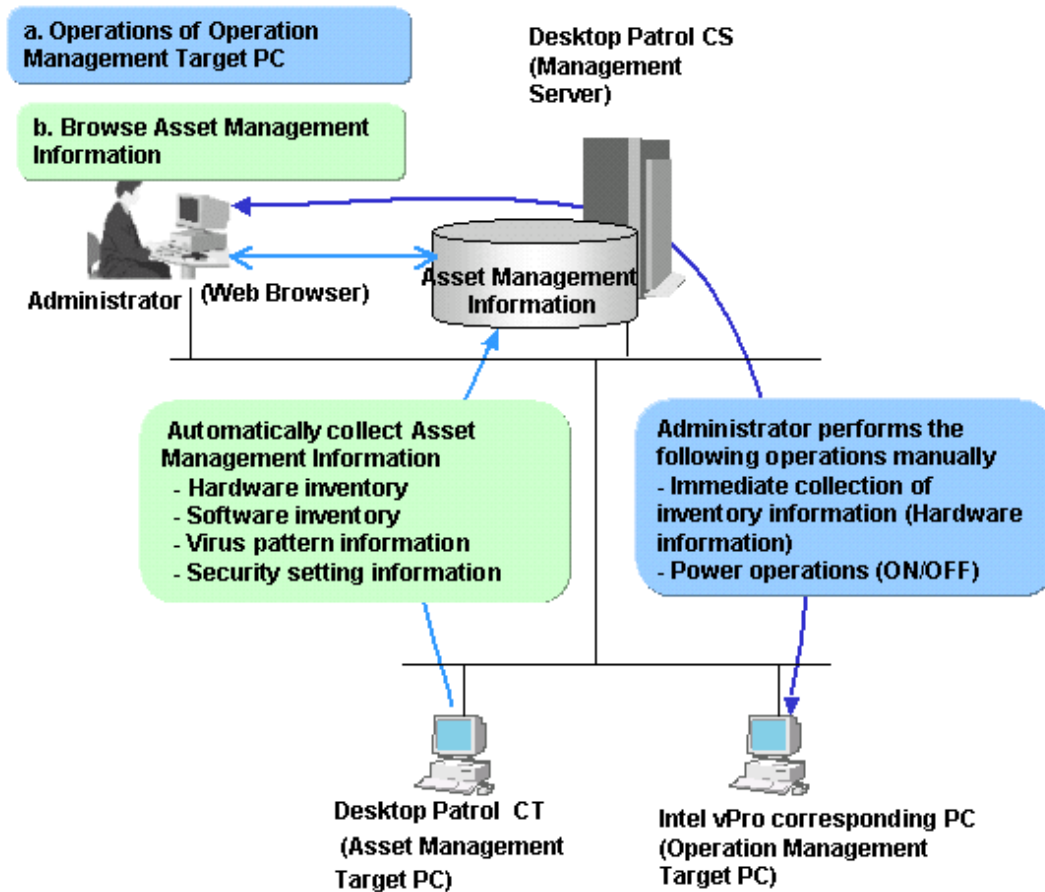 a. Operations of Operation
Management Target PC
Desktop Patrol CS
(Management
Server)
b. Browse Asset Management
Information
Administrator
(Web Browser)
Asset Management
Information
Automatically collect Asset
Management Information
- Hardware inventory
- Software inventory
- Virus pattern information
- Security setting information
Administrator performs the
following operations manually
- Immediate collection of
inventory information (Hardware
information)
- Power operations (ON/OFF)
Desktop Patrol CT
(Asset Management
Target PC)
Intel vPro corresponding PC
(Operation Management
Target PC)